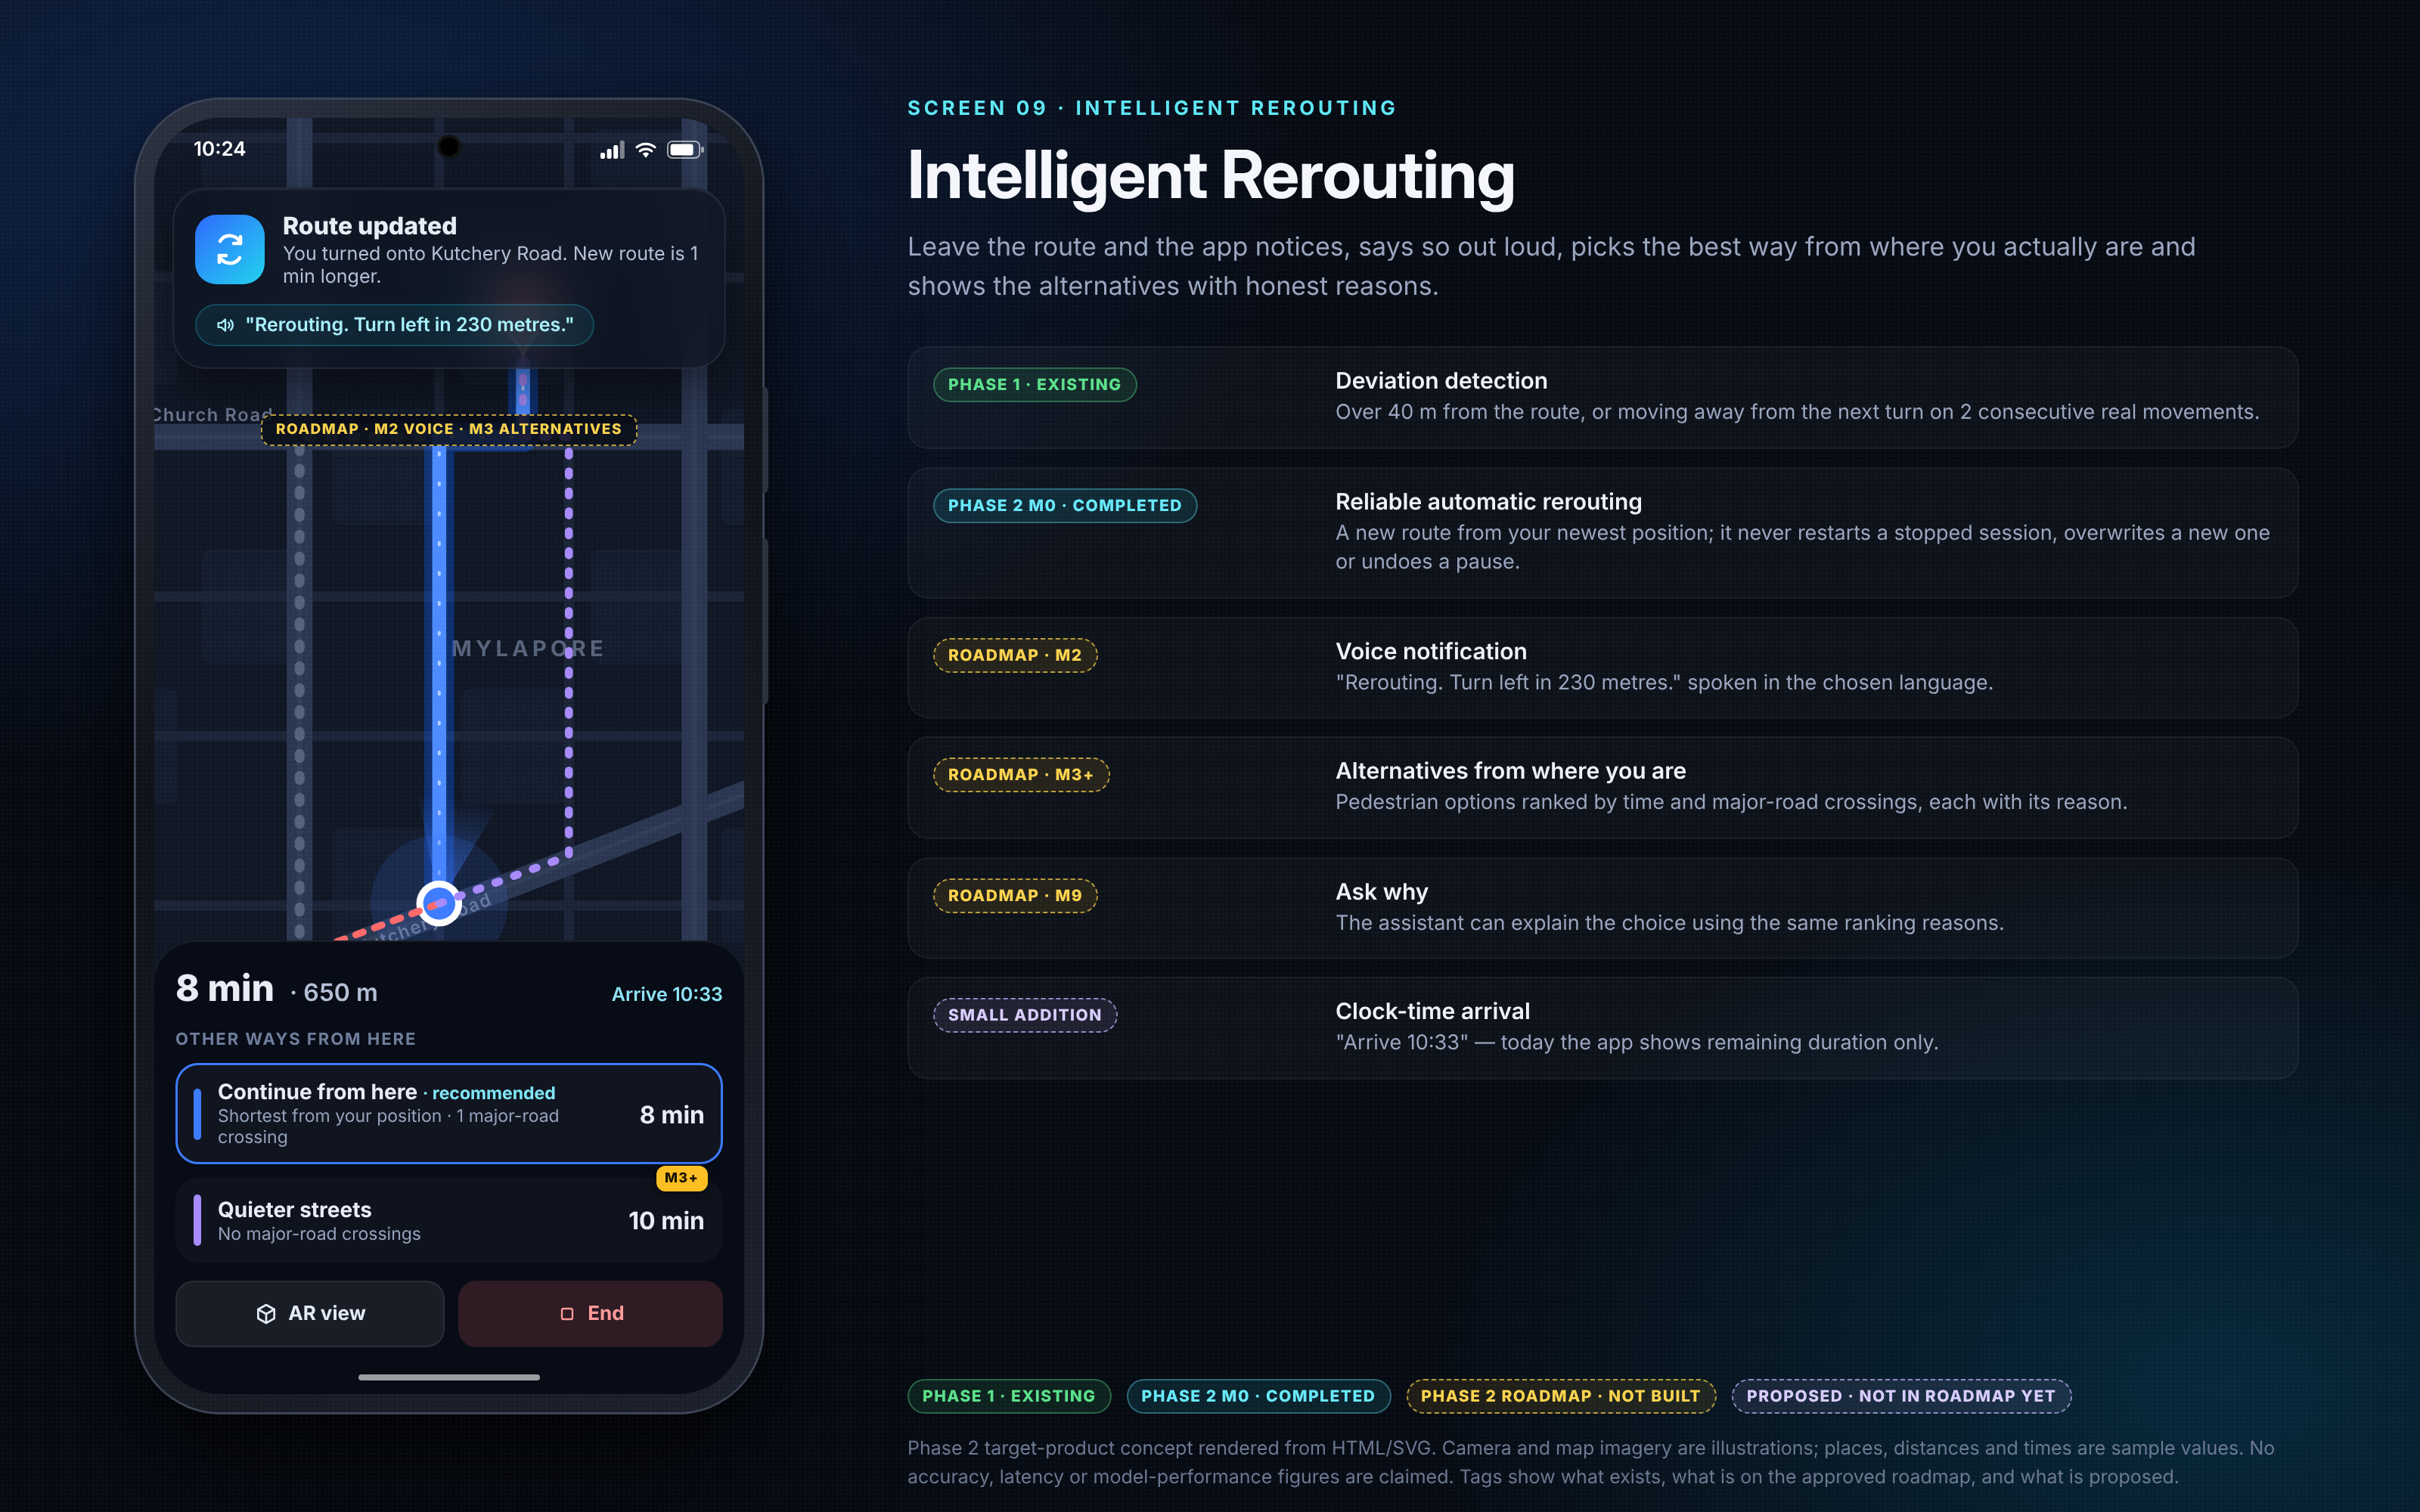 10:24
Route updated
You turned onto Kutchery Road. New route is 1
min longer.
"Rerouting. Turn left in 230 metres."
Church Road
ROADMAP · M2 VOICE · M3 ALTERNATIVES
MYLAPORE
8 min · 650 m
Arrive 10:33
OTHER WAYS FROM HERE
Continue from here · recommended
Shortest from your position · 1 major-road
crossing
8 min
M3+
Quieter streets
No major-road crossings
10 min
AR view
End
SCREEN 09 · INTELLIGENT REROUTING
Intelligent Rerouting
Leave the route and the app notices, says so out loud, picks the best way from where you actually are and
shows the alternatives with honest reasons.
PHASE 1 · EXISTING
Deviation detection
Over 40 m from the route, or moving away from the next turn on 2 consecutive real movements.
PHASE 2 M0 · COMPLETED
Reliable automatic rerouting
A new route from your newest position; it never restarts a stopped session, overwrites a new one
or undoes a pause.
ROADMAP · M2
Voice notification
"Rerouting. Turn left in 230 metres." spoken in the chosen language.
ROADMAP · M3+
Alternatives from where you are
Pedestrian options ranked by time and major-road crossings, each with its reason.
ROADMAP · M9
Ask why
The assistant can explain the choice using the same ranking reasons.
SMALL ADDITION
Clock-time arrival
"Arrive 10:33" — today the app shows remaining duration only.
PHASE 1 · EXISTING
PHASE 2 M0 · COMPLETED
PHASE 2 ROADMAP · NOT BUILT
PROPOSED · NOT IN ROADMAP YET
Phase 2 target-product concept rendered from HTML/SVG. Camera and map imagery are illustrations; places, distances and times are sample values. No
accuracy, latency or model-performance figures are claimed. Tags show what exists, what is on the approved roadmap, and what is proposed.